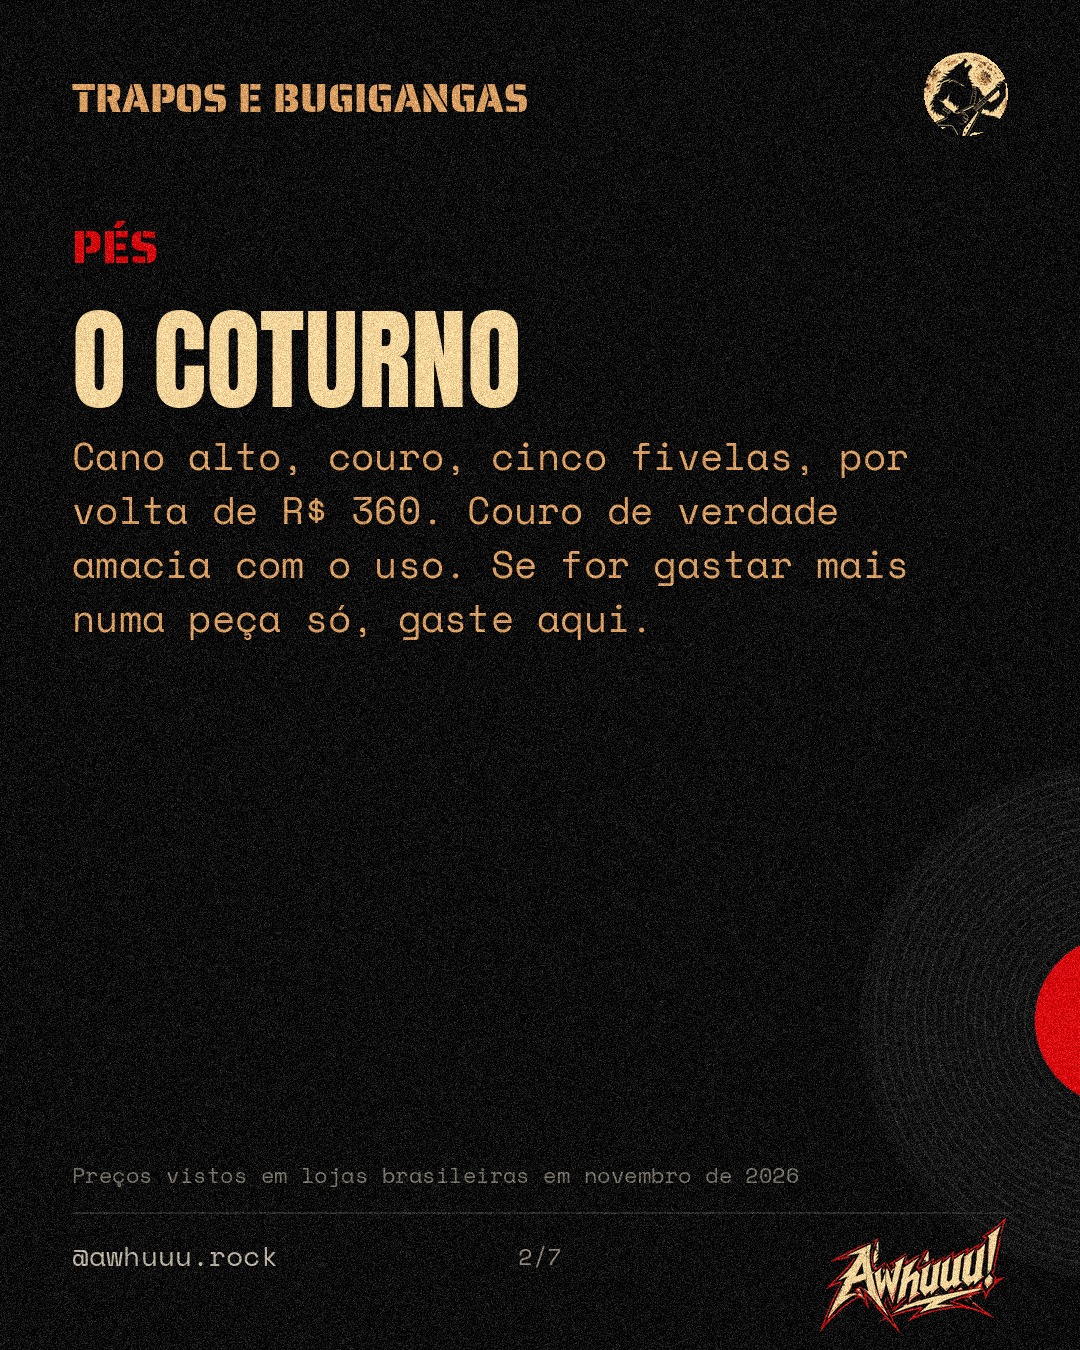 TRAPOS E BUGIGANGAS
PÉS
O COTURNO
Cano alto, couro, cinco fivelas, por
volta de R$ 360. Couro de verdade
amacia com o uso. Se for gastar mais
numa peça só, gaste aqui.
Preços vistos em lojas brasileiras em novembro de 2026
@awhuuu.rock
2/7
Awhuuu!